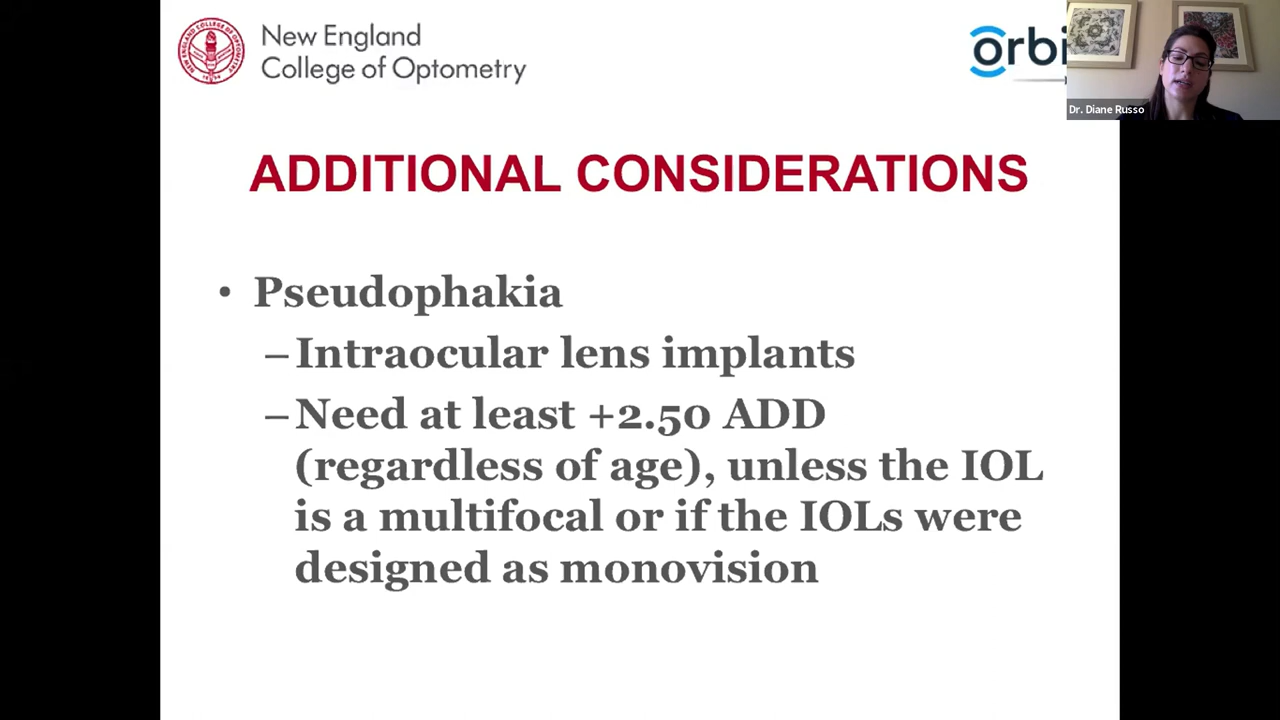 New England
College of Optometry
orbi
Dr. Diane Russo
ADDITIONAL CONSIDERATIONS
• Pseudophakia
–Intraocular lens implants
–Need at least +2.50 ADD
(regardless of age), unless the IOL
is a multifocal or if the IOLs were
designed as monovision